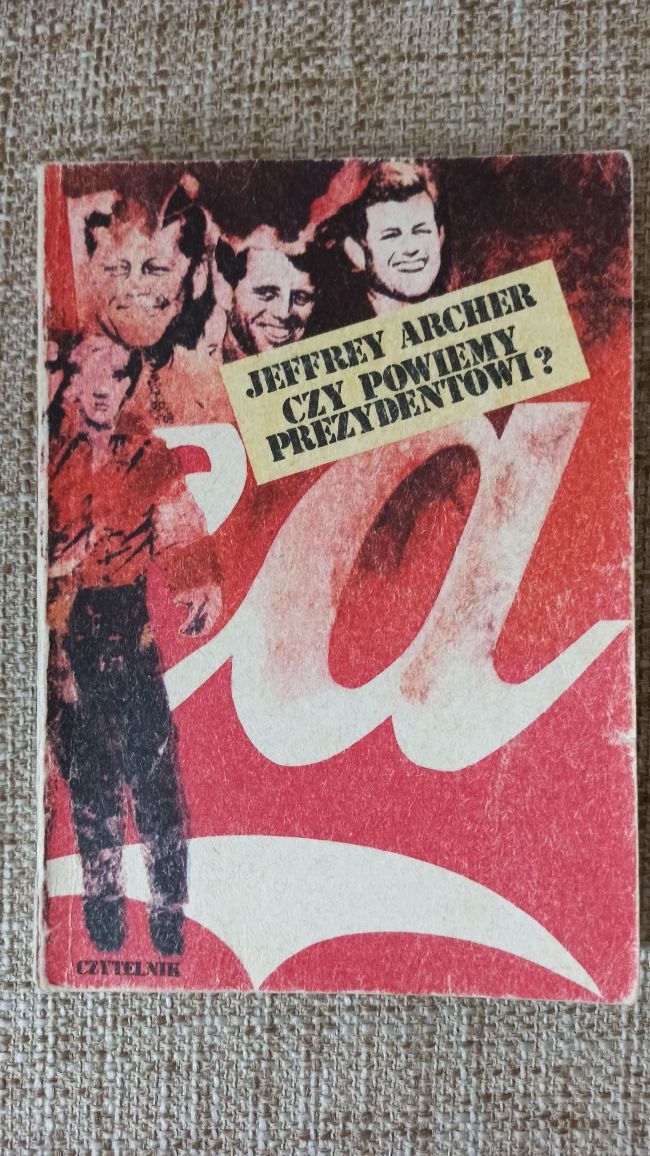 JEFFREY ARCHER
CZY POWIEMY
PREZYDENTOWI?
a
CZYTELNIK